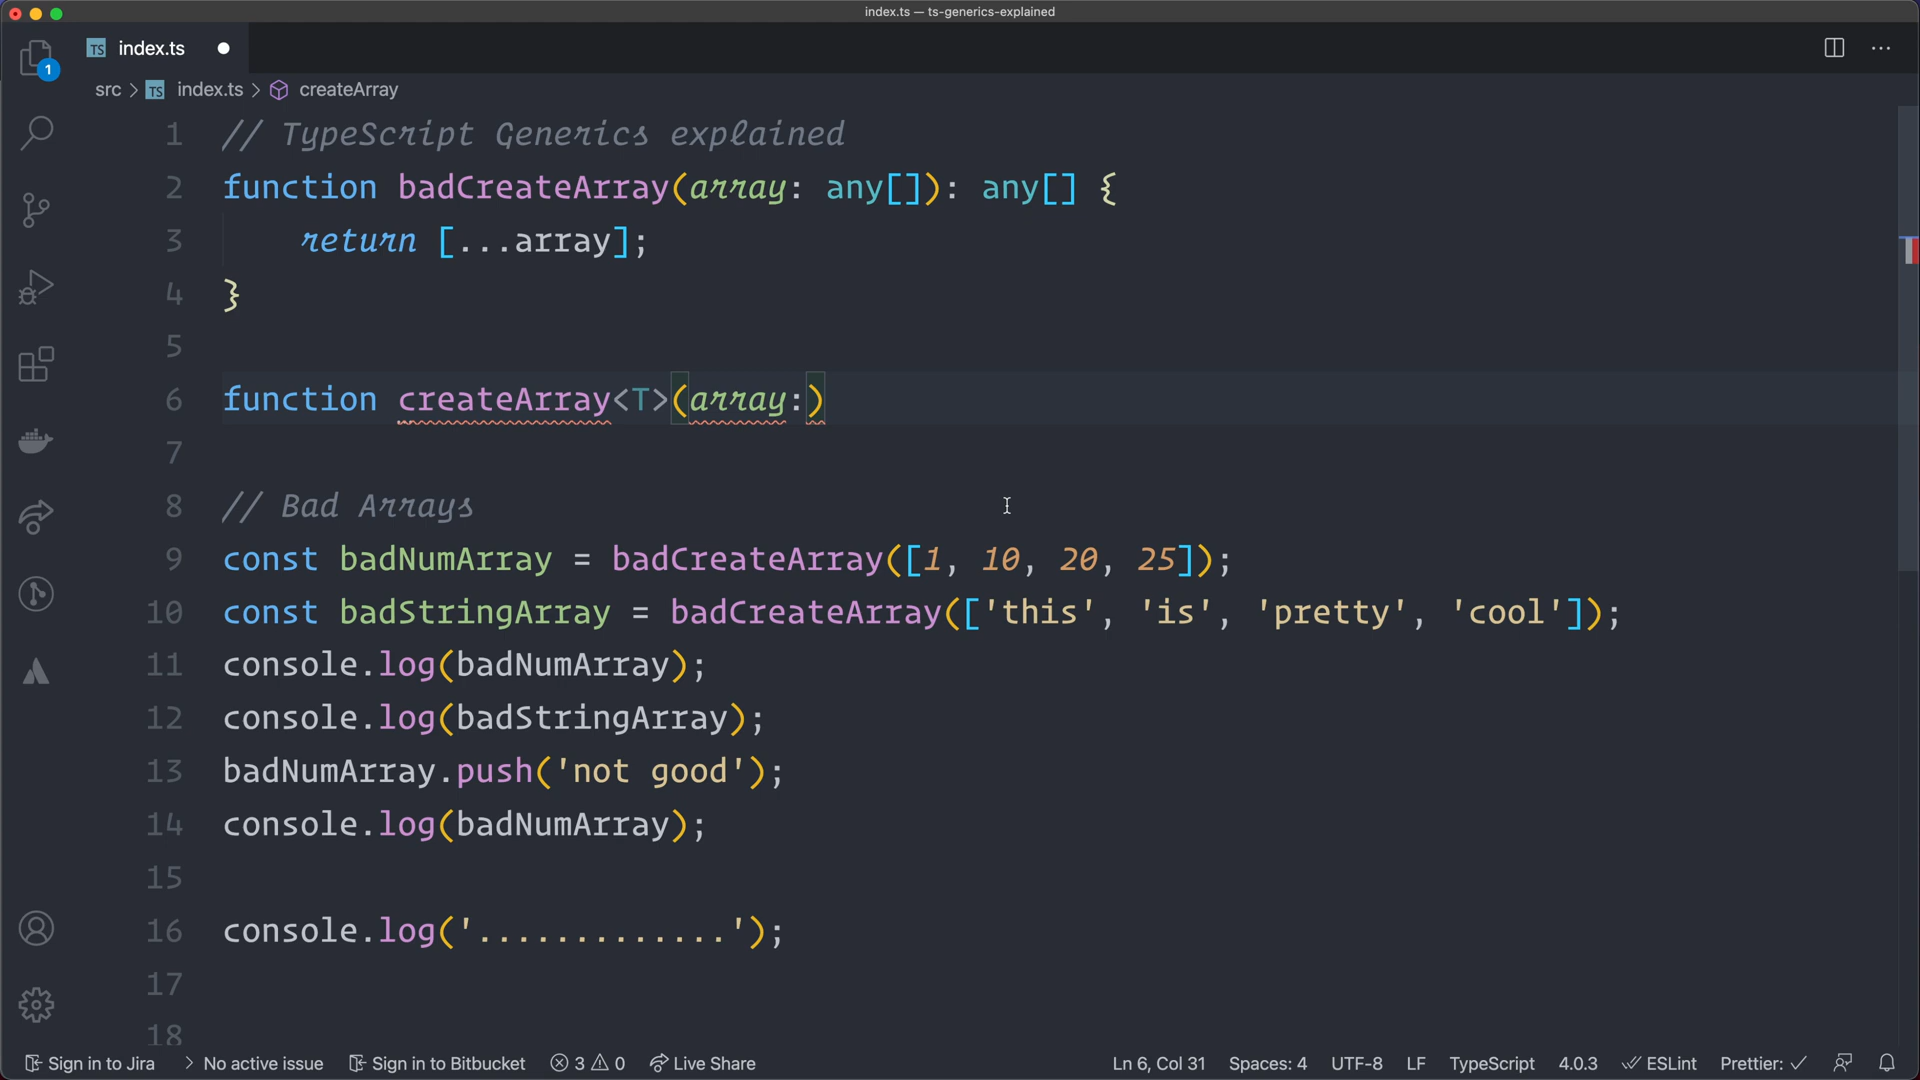 index.ts — ts-generics-explained
TS index.ts
1
src > TS index.ts > createArray
1 // TypeScript Generics explained
2 function badCreateArray(array: any[]): any[] {
3 return [...array];
4 }
5
6 function createArray<T>(array:)
7
8 // Bad Arrays
9 const badNumArray = badCreateArray([1, 10, 20, 25]);
10 const badStringArray = badCreateArray(['this', 'is', 'pretty', 'cool']);
11 console.log(badNumArray);
12 console.log(badStringArray);
13 badNumArray.push('not good');
14 console.log(badNumArray);
15
16 console.log('.............');
17
18
Sign in to Jira > No active issue Sign in to Bitbucket 3 0 Live Share Ln 6, Col 31 Spaces: 4 UTF-8 LF TypeScript 4.0.3 ESLint Prettier: ✓